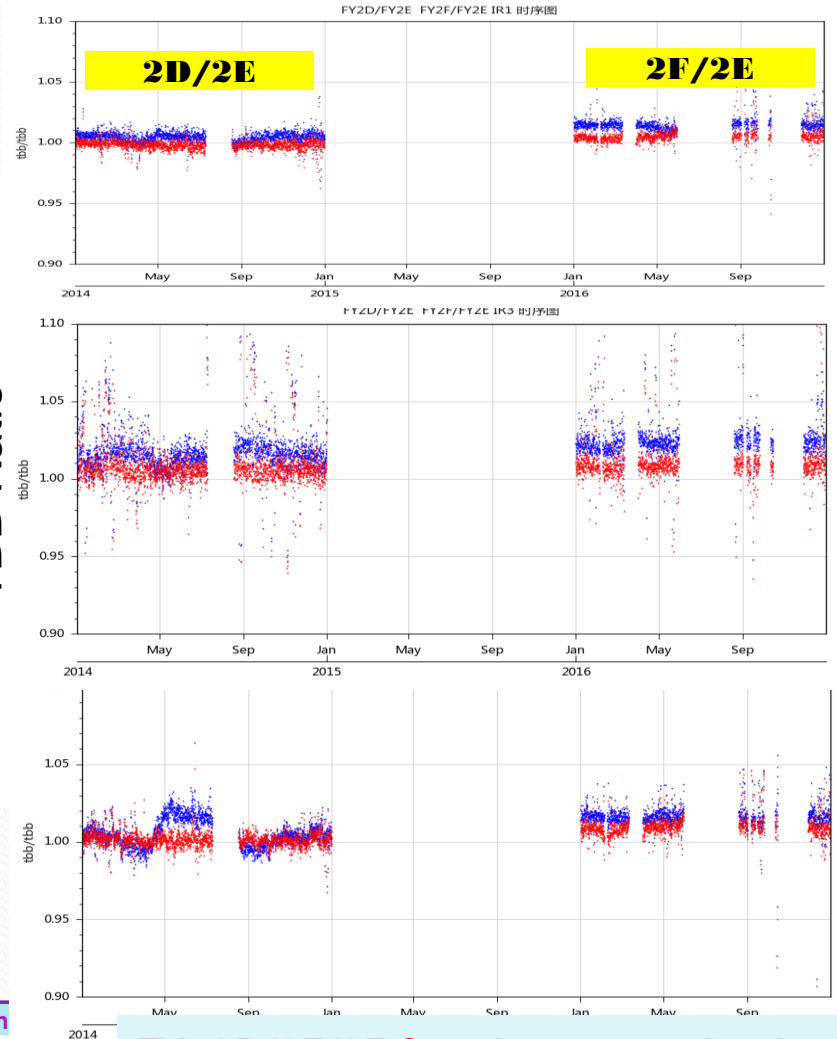 FY2D/FY2E FY2F/FY2E IR1 时序图
1.10
2D/2E
2F/2E
1.05
1.00
0.95
0.90
tbb/tbb
May Sep Jan May Sep Jan May Sep
2014 2015 2016
FY2D/FY2E FY2F/FY2E IR3 时序图
1.10
1.05
1.00
0.95
0.90
tbb/tbb
May Sep Jan May Sep Jan May Sep
2014 2015 2016
1.05
1.00
0.95
0.90
tbb/tbb
May Sep Jan May Sep Jan May Sep
2014